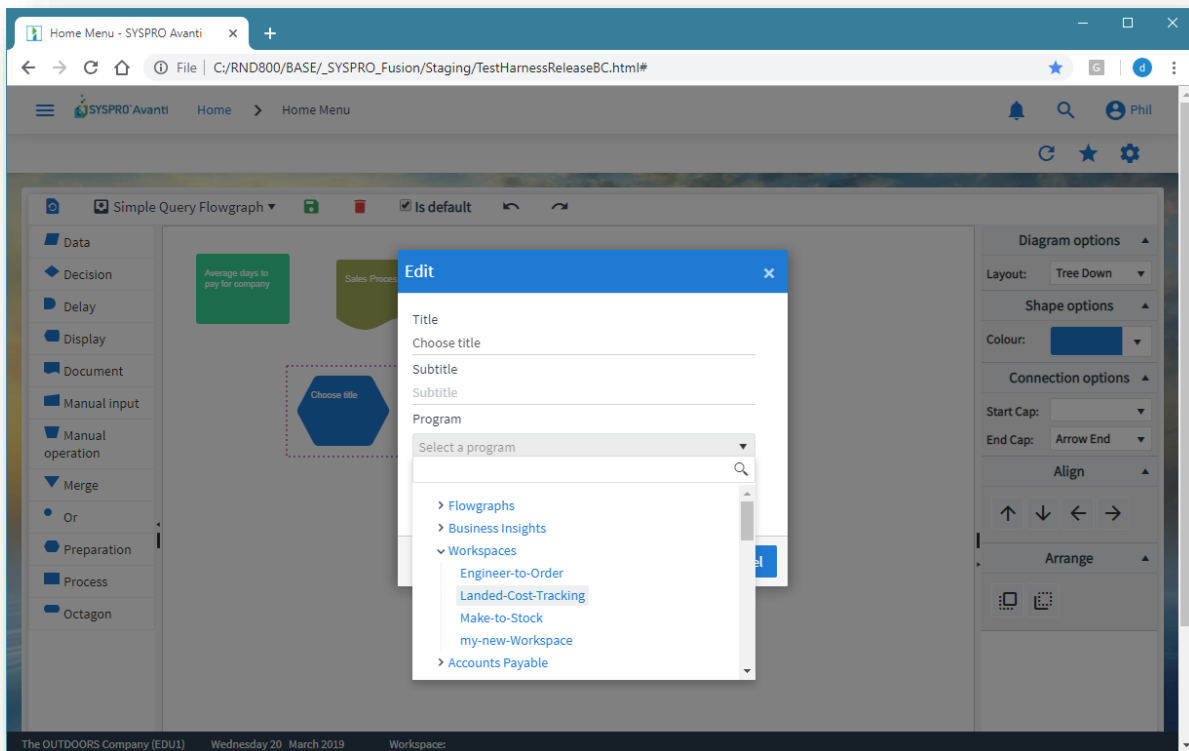 Home Menu - SYSPRO Avanti
File | C:/RND800/BASE/_SYSPRO_Fusion/Staging/TestHarnessReleaseBC.html#
G
d
SYSPRO Avanti Home > Home Menu
Phil
Simple Query Flowgraph
Is default
Data
Decision
Delay
Display
Document
Manual input
Manual
operation
Merge
Or
Preparation
Process
Octagon
Average days to
pay for company
Sales Proces
Choose title
Edit
Title
Choose title
Subtitle
Subtitle
Program
Select a program
Flowgraphs
Business Insights
Workspaces
Engineer-to-Order
Landed-Cost-Tracking
Make-to-Stock
my-new-Workspace
Accounts Payable
el
Diagram options
Layout: Tree Down
Shape options
Colour:
Connection options
Start Cap:
End Cap: Arrow End
Align
Arrange
The OUTDOORS Company (EDU1) Wednesday 20 March 2019 Workspace: